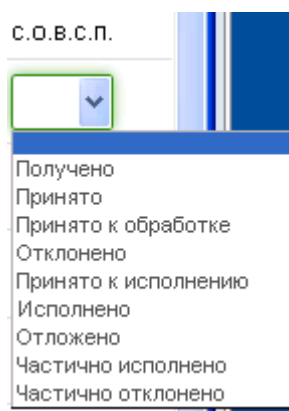 С.О.В.С.П.
Получено
Принято
Принято к обработке
Отклонено
Принято к исполнению
Исполнено
Отложено
Частично исполнено
Частично отклонено